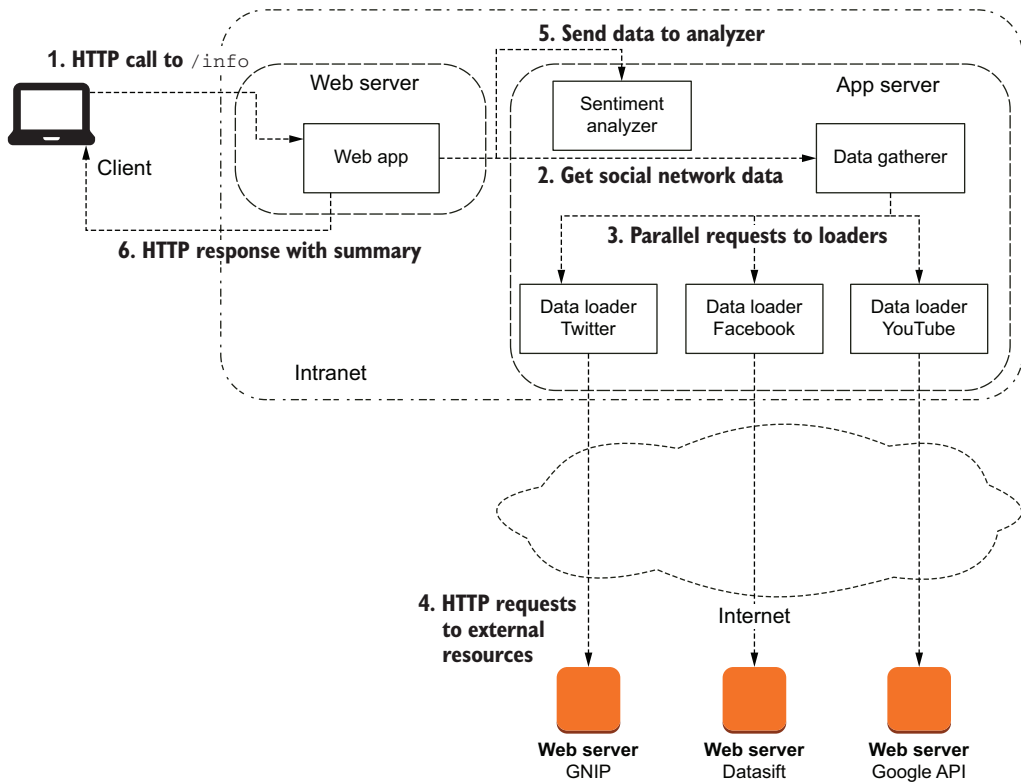 5. Send data to analyzer
1. HTTP call to /info
Web server
App server
Sentiment
analyzer
Web app
Data gatherer
Client
2. Get social network data
6. HTTP response with summary
3. Parallel requests to loaders
Data loader
Twitter
Data loader
Facebook
Data loader
YouTube
Intranet
4. HTTP requests
to external
resources
Internet
Web server
GNIP
Web server
Datasift
Web server
Google API